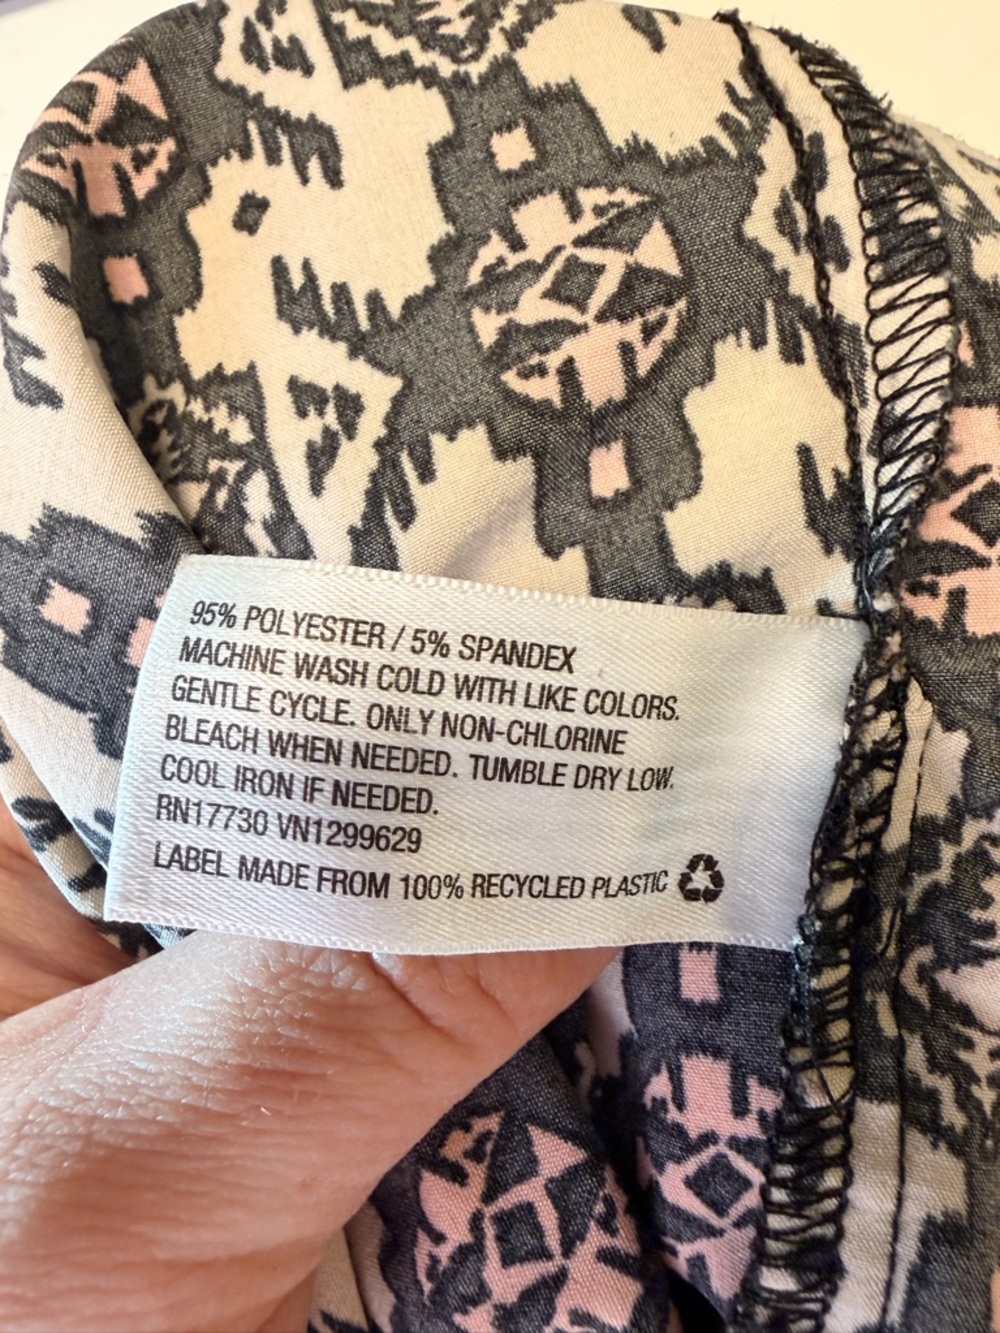 95% POLYESTER / 5% SPANDEX
MACHINE WASH COLD WITH LIKE COLORS.
GENTLE CYCLE. ONLY NON-CHLORINE
BLEACH WHEN NEEDED. TUMBLE DRY LOW.
COOL IRON IF NEEDED.
RN17730 VN1299629
LABEL MADE FROM 100% RECYCLED PLASTIC